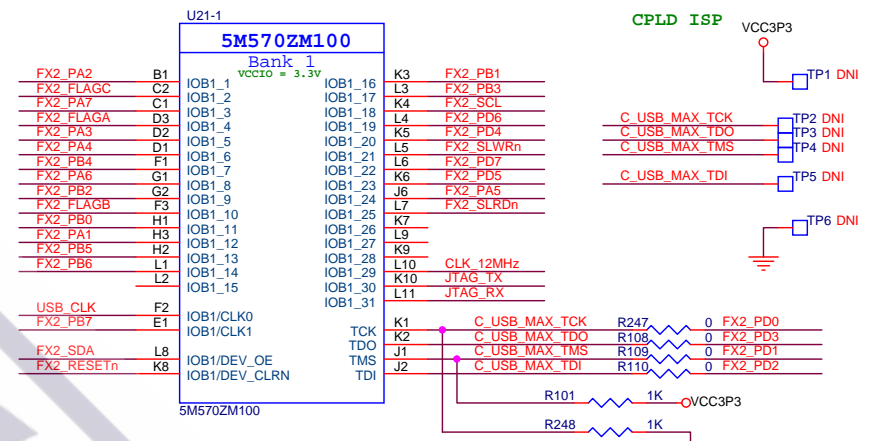 U21-1
5M570ZM100
Bank 1
VCCIO = 3.3V
FX2_PA2 B1 IOB1_1
FX2_FLAGC C2 IOB1_2
FX2_PA7 C1 IOB1_3
FX2_FLAGA D3 IOB1_4
FX2_PA3 D2 IOB1_5
FX2_PA4 D1 IOB1_6
FX2_PB4 F1 IOB1_7
FX2_PA6 G1 IOB1_8
FX2_PB2 G2 IOB1_9
FX2_FLAGB F3 IOB1_10
FX2_PB0 H1 IOB1_11
FX2_PA1 H3 IOB1_12
FX2_PB5 H2 IOB1_13
FX2_PB6 L1 IOB1_14
L2 IOB1_15
USB_CLK F2 IOB1/CLK0
FX2_PB7 E1 IOB1/CLK1
FX2_SDA L8 IOB1/DEV_OE
FX2_RESETn K8 IOB1/DEV_CLRN
IOB1_16 K3 FX2_PB1
IOB1_17 L3 FX2_PB3
IOB1_18 K4 FX2_SCL
IOB1_19 L4 FX2_PD6
IOB1_20 K5 FX2_PD4
IOB1_21 L5 FX2_SLWRn
IOB1_22 L6 FX2_PD7
IOB1_23 K6 FX2_PD5
IOB1_24 J6 FX2_PA5
IOB1_25 L7 FX2_SLRDn
IOB1_26 K7
IOB1_27 L9
IOB1_28 K9
IOB1_29 L10 CLK_12MHz
IOB1_30 K10 JTAG_TX
IOB1_31 L11 JTAG_RX
TCK K1 C_USB_MAX_TCK R247 0 FX2_PD0
TDO K2 C_USB_MAX_TDO R108 0 FX2_PD3
TMS J1 C_USB_MAX_TMS R109 0 FX2_PD1
TDI J2 C_USB_MAX_TDI R110 0 FX2_PD2
R101 1K VCC3P3
R248 1K
5M570ZM100
CPLD ISP
VCC3P3
TP1 DNI
C_USB_MAX_TCK TP2 DNI
C_USB_MAX_TDO TP3 DNI
C_USB_MAX_TMS TP4 DNI
C_USB_MAX_TDI TP5 DNI
TP6 DNI